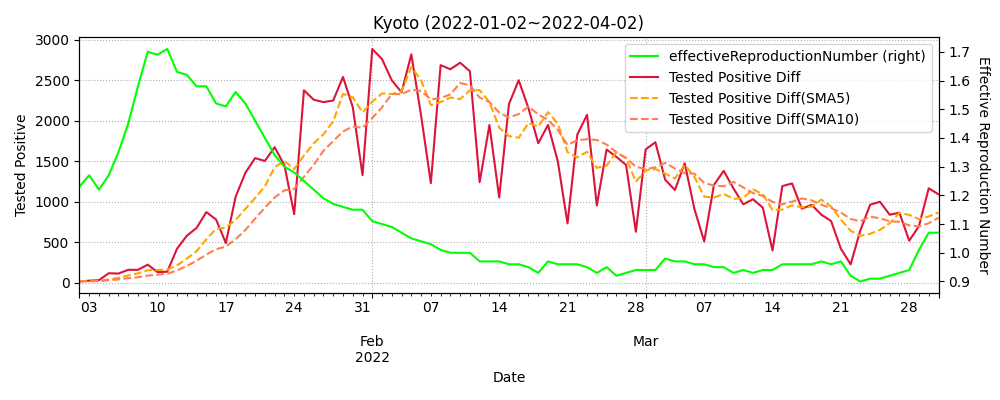 Kyoto (2022-01-02~2022-04-02)
effectiveReproductionNumber (right)
Tested Positive Diff
Tested Positive Diff(SMA5)
Tested Positive Diff(SMA10)
Tested Positive
3000
2500
2000
1500
1000
500
0
Effective Reproduction Number
1.7
1.6
1.5
1.4
1.3
1.2
1.1
1.0
0.9
03 10 17 24 31 07 14 21 28 07 14 21 28
Feb Mar
2022
Date